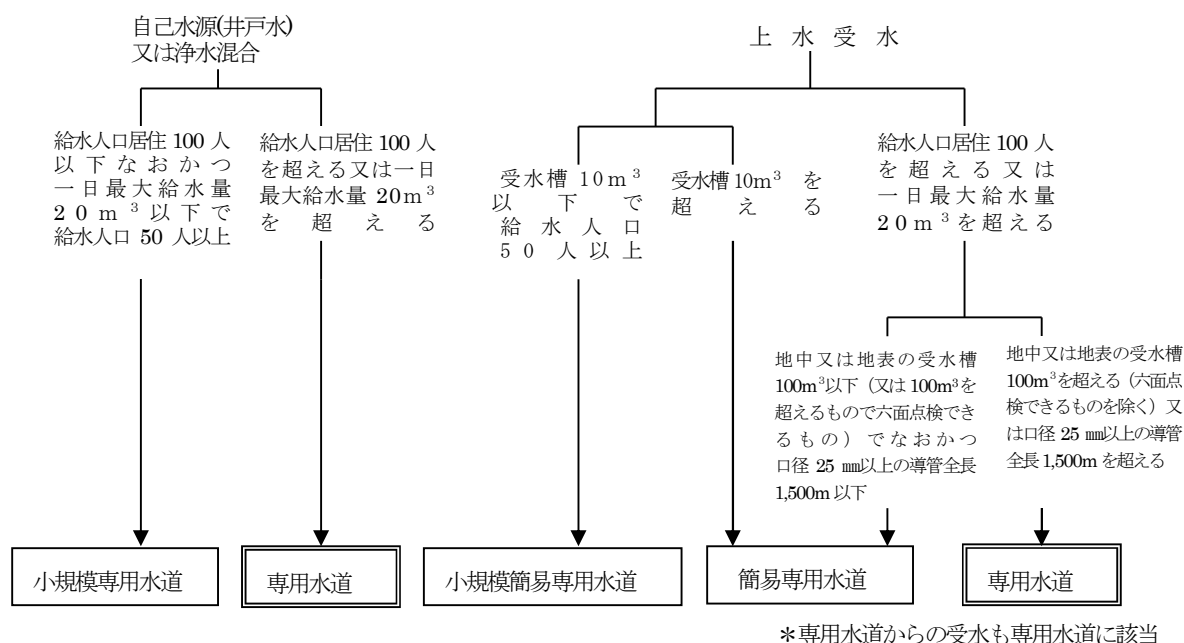 自己水源(井戸水)
又は浄水混合
上水受水
給水人口居住 100 人
以下なおかつ
一日最大給水量
20m³以下で
給水人口 50 人以上
給水人口居住 100 人
を超える又は一日
最大給水量 20m³
を超える
受水槽 10m³
以下で
給水人口
50人以上
受水槽 10m³ を
超える
給水人口居住 100 人
を超える又は
一日最大給水量
20m³を超える
地中又は地表の受水槽
100m³以下（又は 100m³を
超えるもので六面点検でき
るもの）でなおかつ
口径 25 ㎜以上の導管全長
1,500m 以下
地中又は地表の受水槽
100m³を超える（六面点
検できるものを除く）又
は口径 25 ㎜以上の導管
全長 1,500m を超える
小規模専用水道
専用水道
小規模簡易専用水道
簡易専用水道
専用水道
＊専用水道からの受水も専用水道に該当